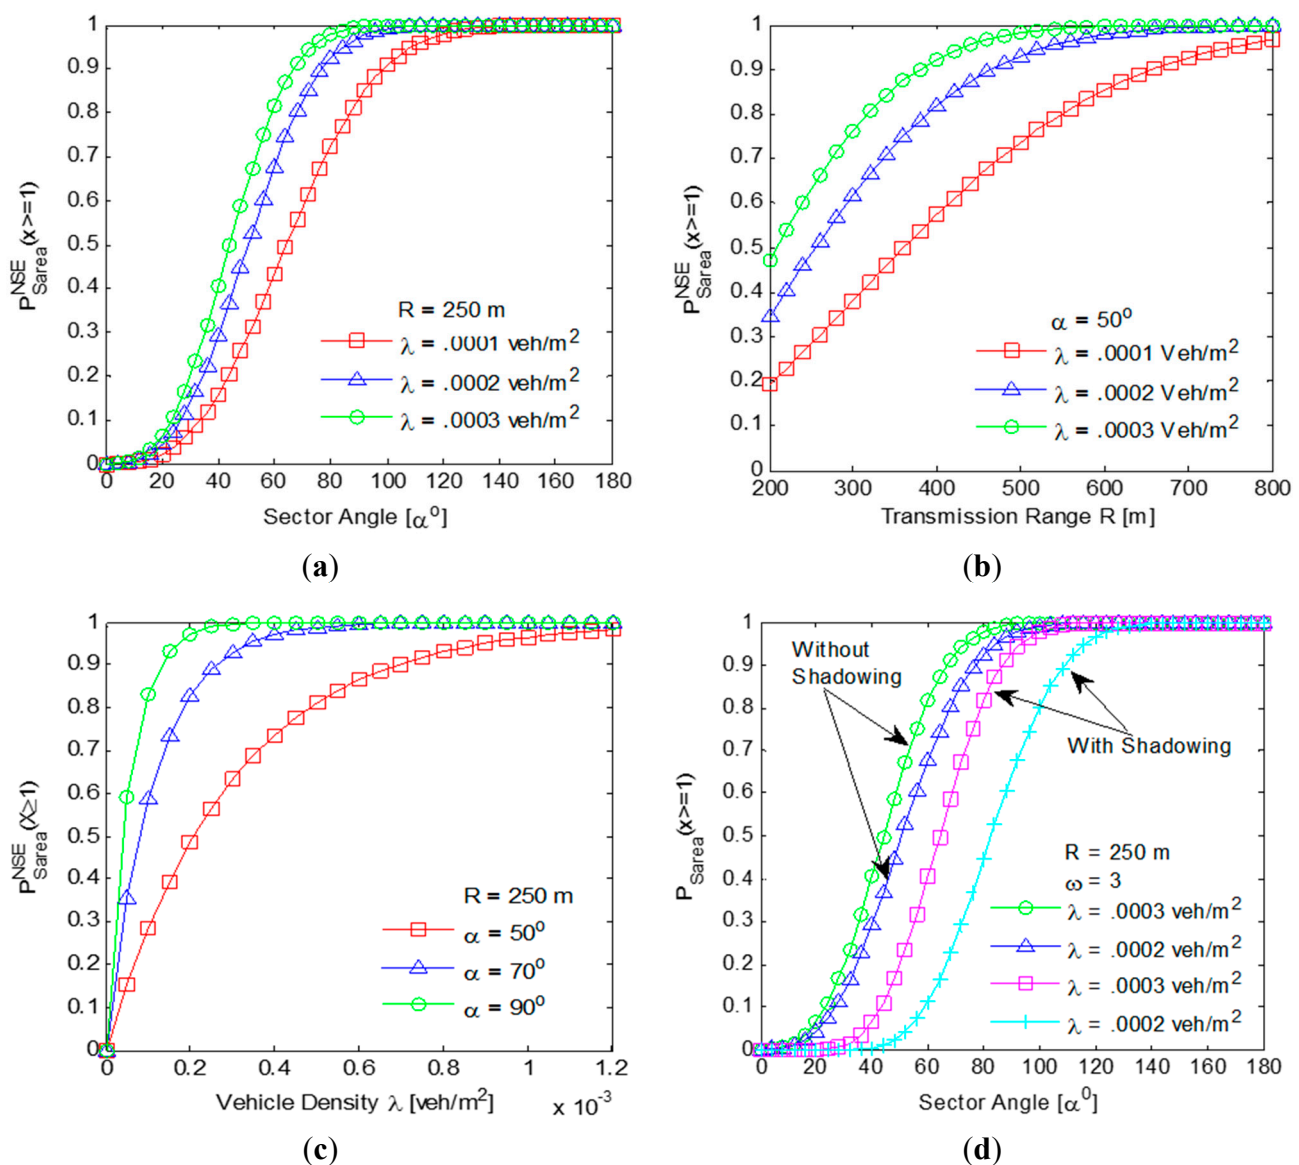 1
0.9
0.8
0.7
0.6
0.5
0.4
0.3
0.2
0.1
0
P^NSE_Sarea(x>=1)
R = 250 m
λ = .0001 veh/m²
λ = .0002 veh/m²
λ = .0003 veh/m²
0 20 40 60 80 100 120 140 160 180
Sector Angle [α°]
(a)
1
0.9
0.8
0.7
0.6
0.5
0.4
0.3
0.2
0.1
0
P^NSE_Sarea(x>=1)
α = 50°
λ = .0001 Veh/m²
λ = .0002 Veh/m²
λ = .0003 Veh/m²
200 300 400 500 600 700 800
Transmission Range R [m]
(b)
1
0.9
0.8
0.7
0.6
0.5
0.4
0.3
0.2
0.1
0
P^NSE_Sarea(X≥1)
R = 250 m
α = 50°
α = 70°
α = 90°
0 0.2 0.4 0.6 0.8 1 1.2
Vehicle Density λ [veh/m²] x 10⁻³
(c)
1
0.9
0.8
0.7
0.6
0.5
0.4
0.3
0.2
0.1
0
P_Sarea(x>=1)
Without
Shadowing
With Shadowing
R = 250 m
ω = 3
λ = .0003 veh/m²
λ = .0002 veh/m²
λ = .0003 veh/m²
λ = .0002 veh/m²
0 20 40 60 80 100 120 140 160 180
Sector Angle [α⁰]
(d)